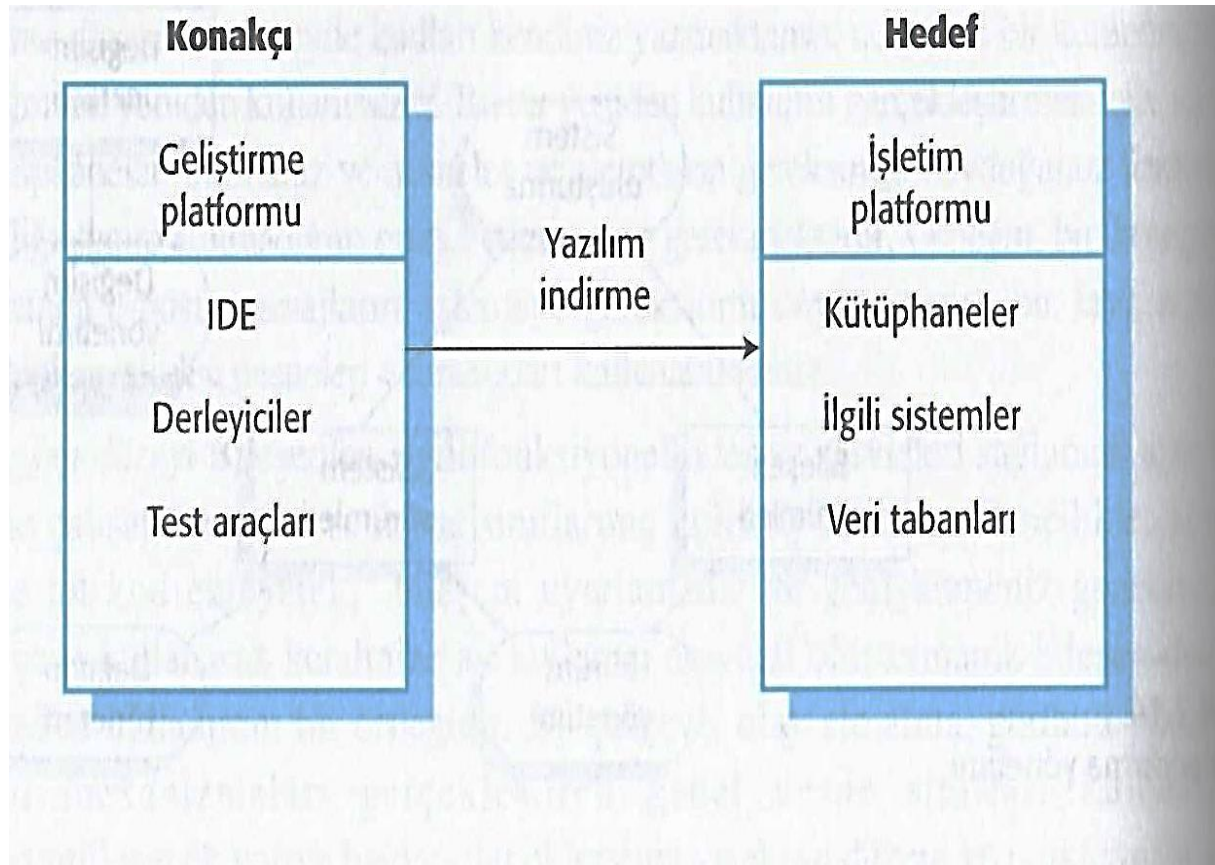 Konakçı
Geliştirme
platformu
IDE
Derleyiciler
Test araçları
Yazılım
indirme
Hedef
İşletim
platformu
Kütüphaneler
İlgili sistemler
Veri tabanları